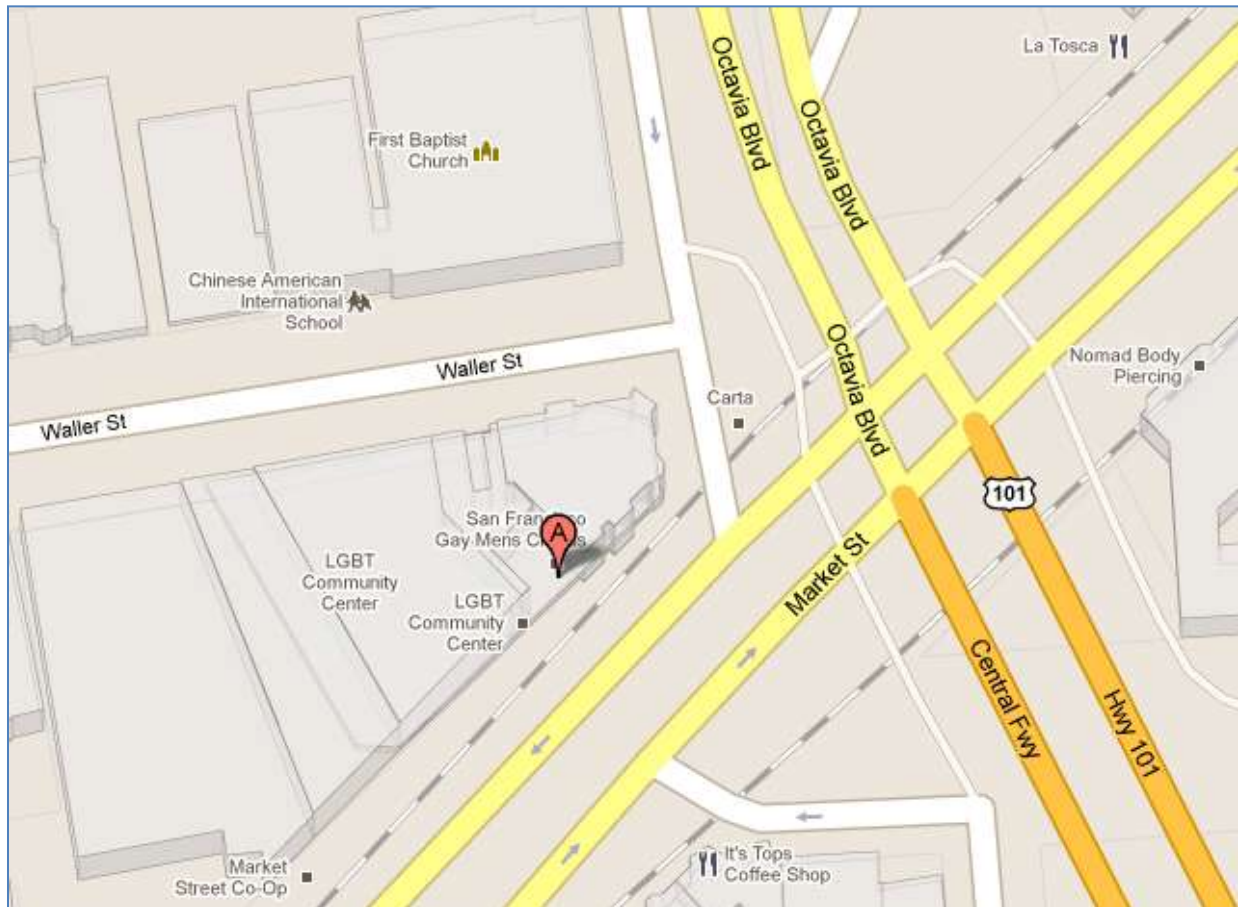 La Tosca
Octavia Blvd
Octavia Blvd
First Baptist
Church
Chinese American
International
School
Waller St
Waller St
Octavia Blvd
Nomad Body
Piercing
Carta
101
San
Gay Mens
A
LGBT
Community
Center
LGBT
Community
Center
Market St
Central Fwy
Hwy 101
Market
Street Co-Op
It's Tops
Coffee Shop